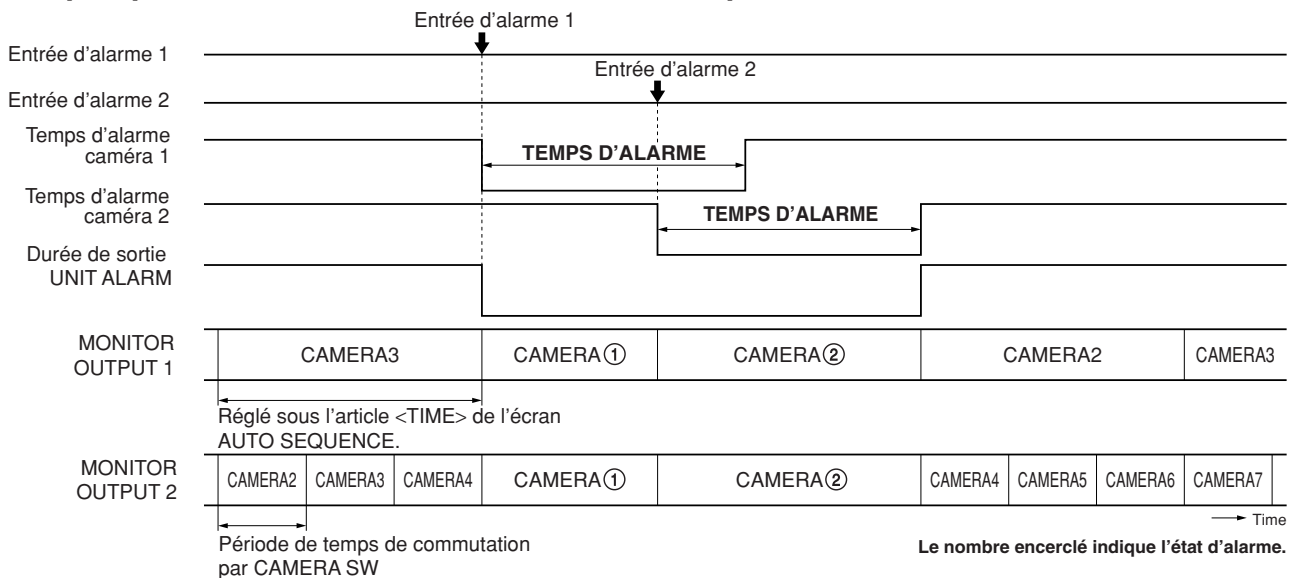 Entrée d'alarme 1
Entrée d'alarme 1
Entrée d'alarme 2
Entrée d'alarme 2
Temps d'alarme
caméra 1
TEMPS D'ALARME
Temps d'alarme
caméra 2
TEMPS D'ALARME
Durée de sortie
UNIT ALARM
MONITOR
OUTPUT 1
CAMERA3 CAMERA① CAMERA② CAMERA2 CAMERA3
Réglé sous l'article <TIME> de l'écran
AUTO SEQUENCE.
MONITOR
OUTPUT 2
CAMERA2 CAMERA3 CAMERA4 CAMERA① CAMERA② CAMERA4 CAMERA5 CAMERA6 CAMERA7
Time
Période de temps de commutation
par CAMERA SW
Le nombre encerclé indique l'état d'alarme.